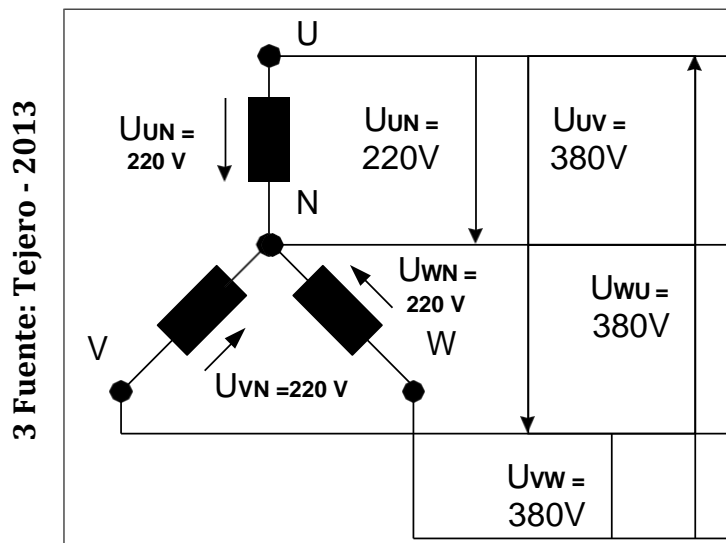 3 Fuente: Tejero - 2013
U
UUN =
220 V
UUN =
220V
UUV =
380V
N
UWN =
220 V
UWU =
380V
V
W
UVN =220 V
UVW =
380V